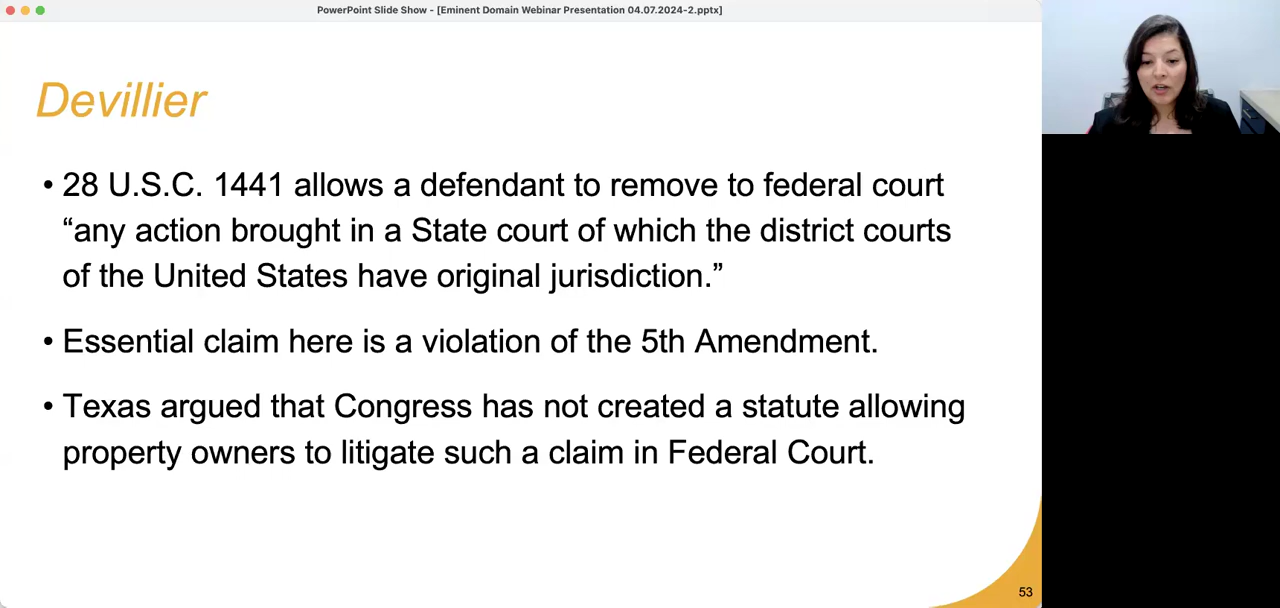 PowerPoint Slide Show - [Eminent Domain Webinar Presentation 04.07.2024-2.pptx]
Devillier
• 28 U.S.C. 1441 allows a defendant to remove to federal court
“any action brought in a State court of which the district courts
of the United States have original jurisdiction.”
• Essential claim here is a violation of the 5th Amendment.
• Texas argued that Congress has not created a statute allowing
property owners to litigate such a claim in Federal Court.
53